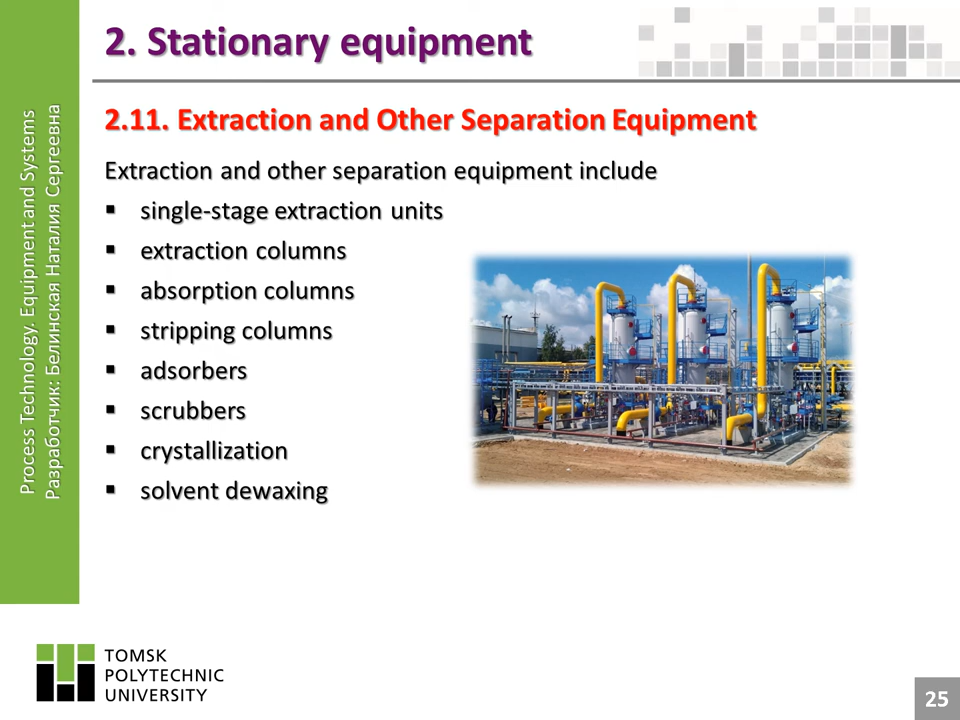 2. Stationary equipment
Process Technology. Equipment and Systems
Разработчик: Белинская Наталия Сергеевна
2.11. Extraction and Other Separation Equipment
Extraction and other separation equipment include
▪ single-stage extraction units
▪ extraction columns
▪ absorption columns
▪ stripping columns
▪ adsorbers
▪ scrubbers
▪ crystallization
▪ solvent dewaxing
TOMSK
POLYTECHNIC
UNIVERSITY
25